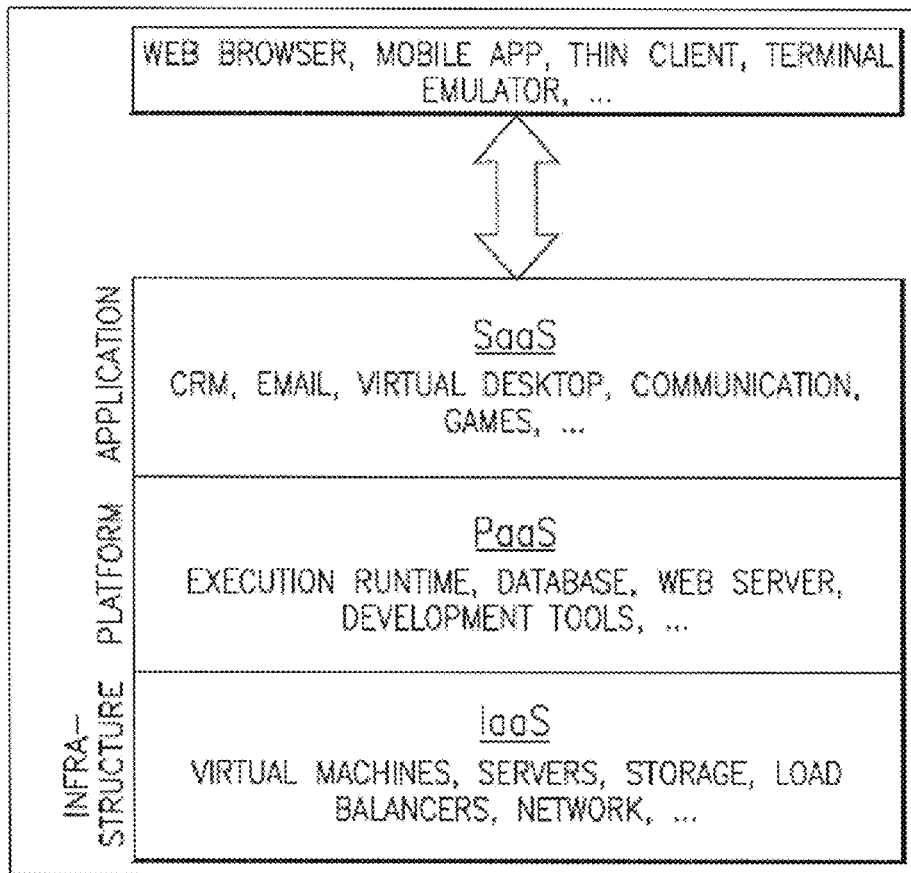 WEB BROWSER, MOBILE APP, THIN CLIENT, TERMINAL
EMULATOR, ...
APPLICATION
SaaS
CRM, EMAIL, VIRTUAL DESKTOP, COMMUNICATION,
GAMES, ...
PLATFORM
PaaS
EXECUTION RUNTIME, DATABASE, WEB SERVER,
DEVELOPMENT TOOLS, ...
INFRA-
STRUCTURE
IaaS
VIRTUAL MACHINES, SERVERS, STORAGE, LOAD
BALANCERS, NETWORK, ...